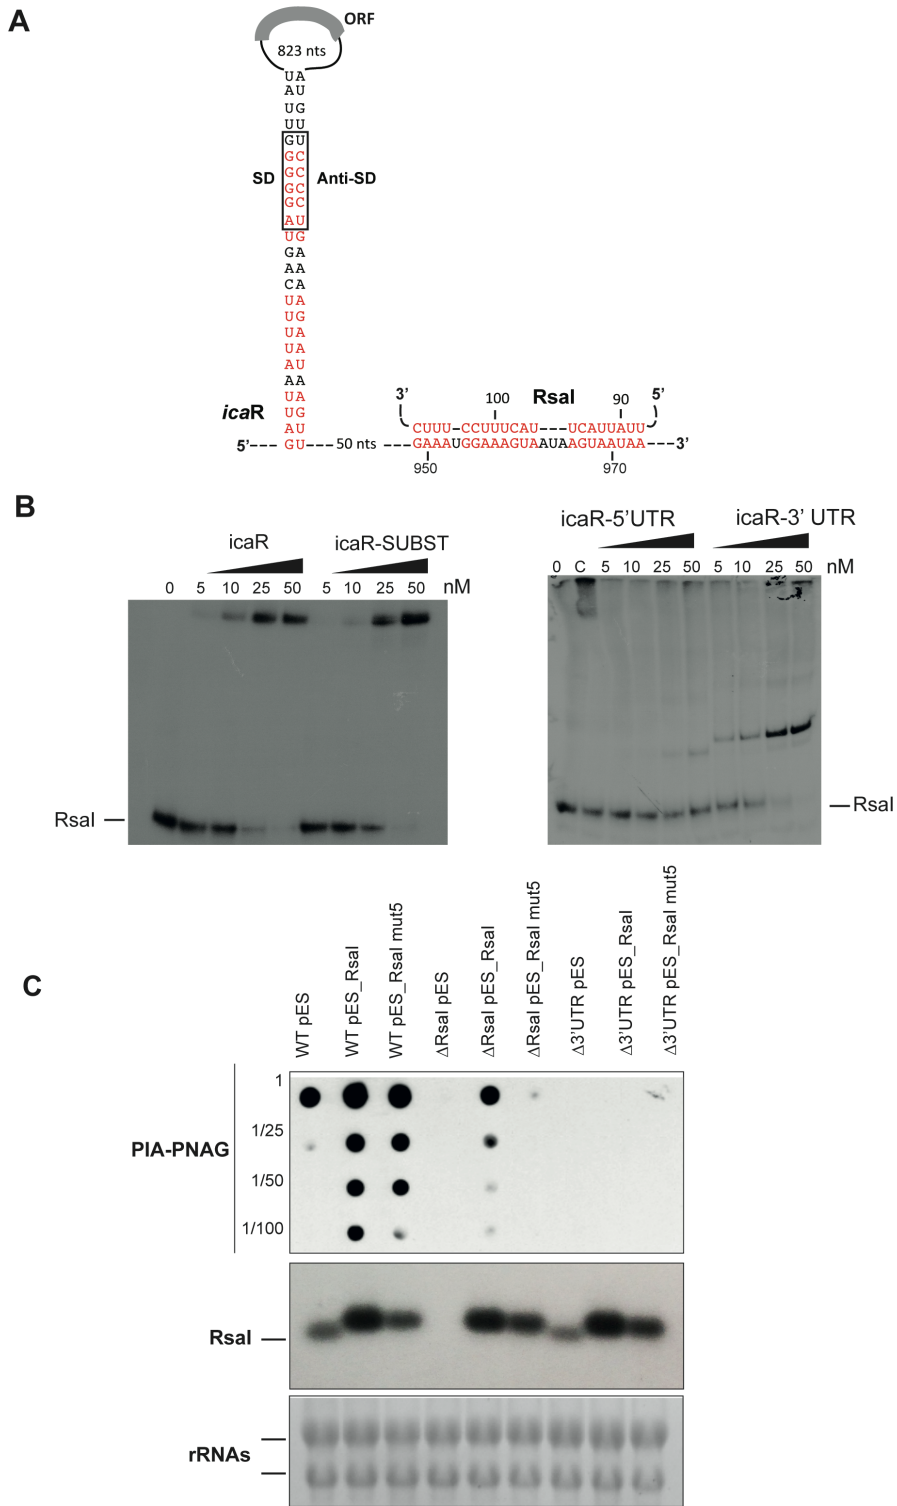 A
ORF
823 nts
UA
AU
UG
UU
GU
GC
GC
GC
GC
AU
UG
GA
AA
AA
CA
UA
UG
UA
UA
AU
AA
UA
UG
AU
GU
SD
Anti-SD
icaR
5'
50 nts
3'
100
RsaI
90
5'
CUUU-CCUUUCAU---UCAUUAUU
GAAAUGGAAAGUAAUAAGUAAUAA
3'
950
970
B
icaR
icaR-SUBST
0 5 10 25 50 5 10 25 50 nM
RsaI
icaR-5'UTR
icaR-3' UTR
0 C 5 10 25 50 5 10 25 50 nM
RsaI
C
WT pES
WT pES_RsaI
WT pES_RsaI mut5
ΔRsaI pES
ΔRsaI pES_RsaI
ΔRsaI pES_RsaI mut5
Δ3'UTR pES
Δ3'UTR pES_RsaI
Δ3'UTR pES_RsaI mut5
PIA-PNAG
1
1/25
1/50
1/100
RsaI
rRNAs